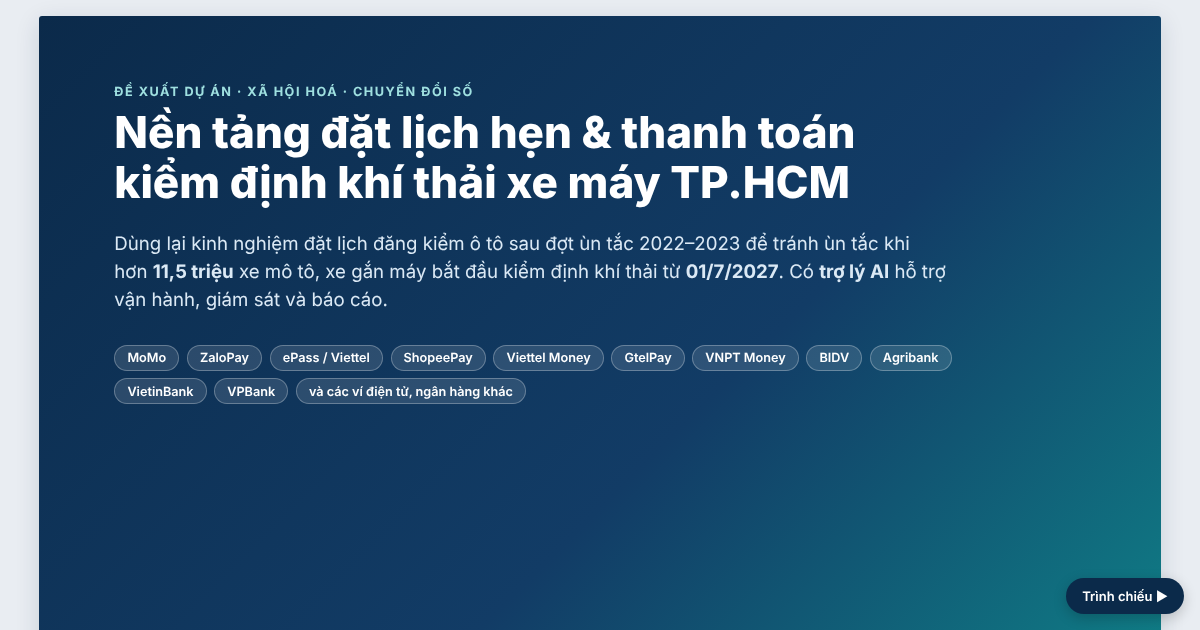 ĐỀ XUẤT DỰ ÁN · XÃ HỘI HOÁ · CHUYỂN ĐỔI SỐ
Nền tảng đặt lịch hẹn & thanh toán
kiểm định khí thải xe máy TP.HCM
Dùng lại kinh nghiệm đặt lịch đăng kiểm ô tô sau đợt ùn tắc 2022–2023 để tránh ùn tắc khi
hơn 11,5 triệu xe mô tô, xe gắn máy bắt đầu kiểm định khí thải từ 01/7/2027. Có trợ lý AI hỗ trợ
vận hành, giám sát và báo cáo.
MoMo ZaloPay ePass / Viettel ShopeePay Viettel Money GtelPay VNPT Money BIDV Agribank
VietinBank VPBank và các ví điện tử, ngân hàng khác
Trình chiếu ▶